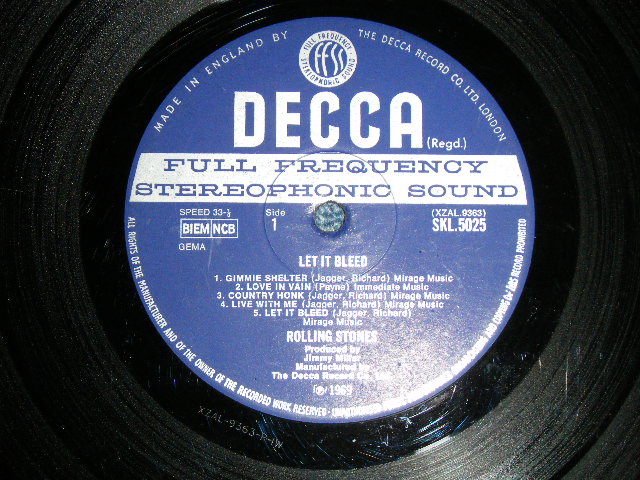 MADE IN ENGLAND BY
THE DECCA RECORD CO. LTD. LONDON
FULL FREQUENCY
ffss
STEREOPHONIC SOUND
DECCA (Regd.)
FULL FREQUENCY
STEREOPHONIC SOUND
SPEED 33-⅓
BIEM NCB
GEMA
Side
1
(XZAL.9363)
SKL.5025
LET IT BLEED
1. GIMMIE SHELTER (Jagger, Richard) Mirage Music
2. LOVE IN VAIN (Payne) Immediate Music
3. COUNTRY HONK (Jagger, Richard) Mirage Music
4. LIVE WITH ME (Jagger, Richard) Mirage Music
5. LET IT BLEED (Jagger, Richard)
Mirage Music
ROLLING STONES
Produced by
Jimmy Miller
Manufactured by
The Decca Record Co.
℗ 1969
ALL RIGHTS OF THE MANUFACTURER AND OF THE OWNER OF THE RECORDED WORK RESERVED
THIS RECORD PROHIBITED